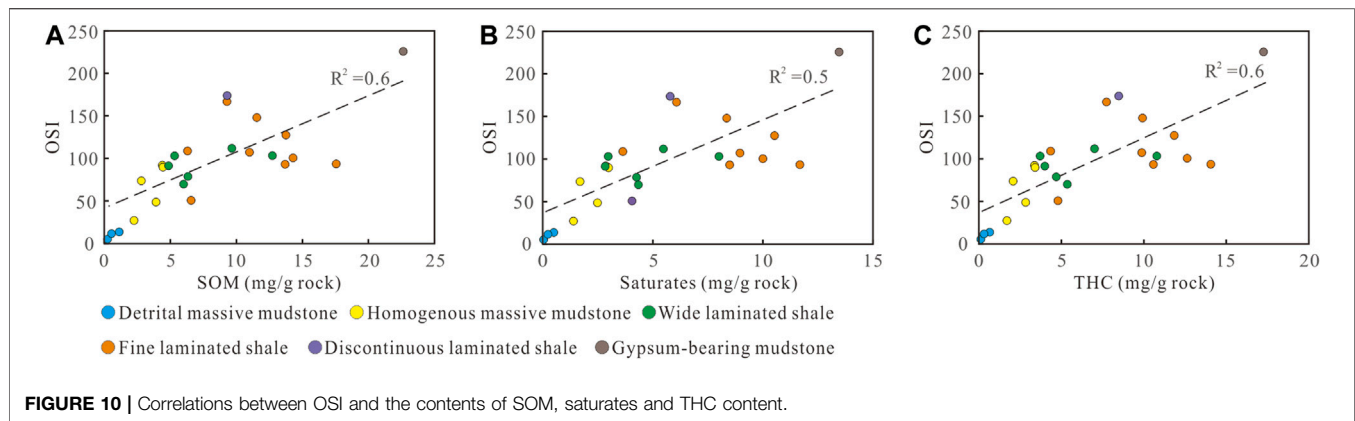 A
OSI
250
200
150
100
50
0
R² =0.6
0 5 10 15 20 25
SOM (mg/g rock)
B
OSI
250
200
150
100
50
0
R² =0.5
0 5 10 15
Saturates (mg/g rock)
C
OSI
250
200
150
100
50
0
R² =0.6
0 5 10 15 20
THC (mg/g rock)
Detrital massive mudstone Homogenous massive mudstone Wide laminated shale
Fine laminated shale Discontinuous laminated shale Gypsum-bearing mudstone
FIGURE 10 | Correlations between OSI and the contents of SOM, saturates and THC content.